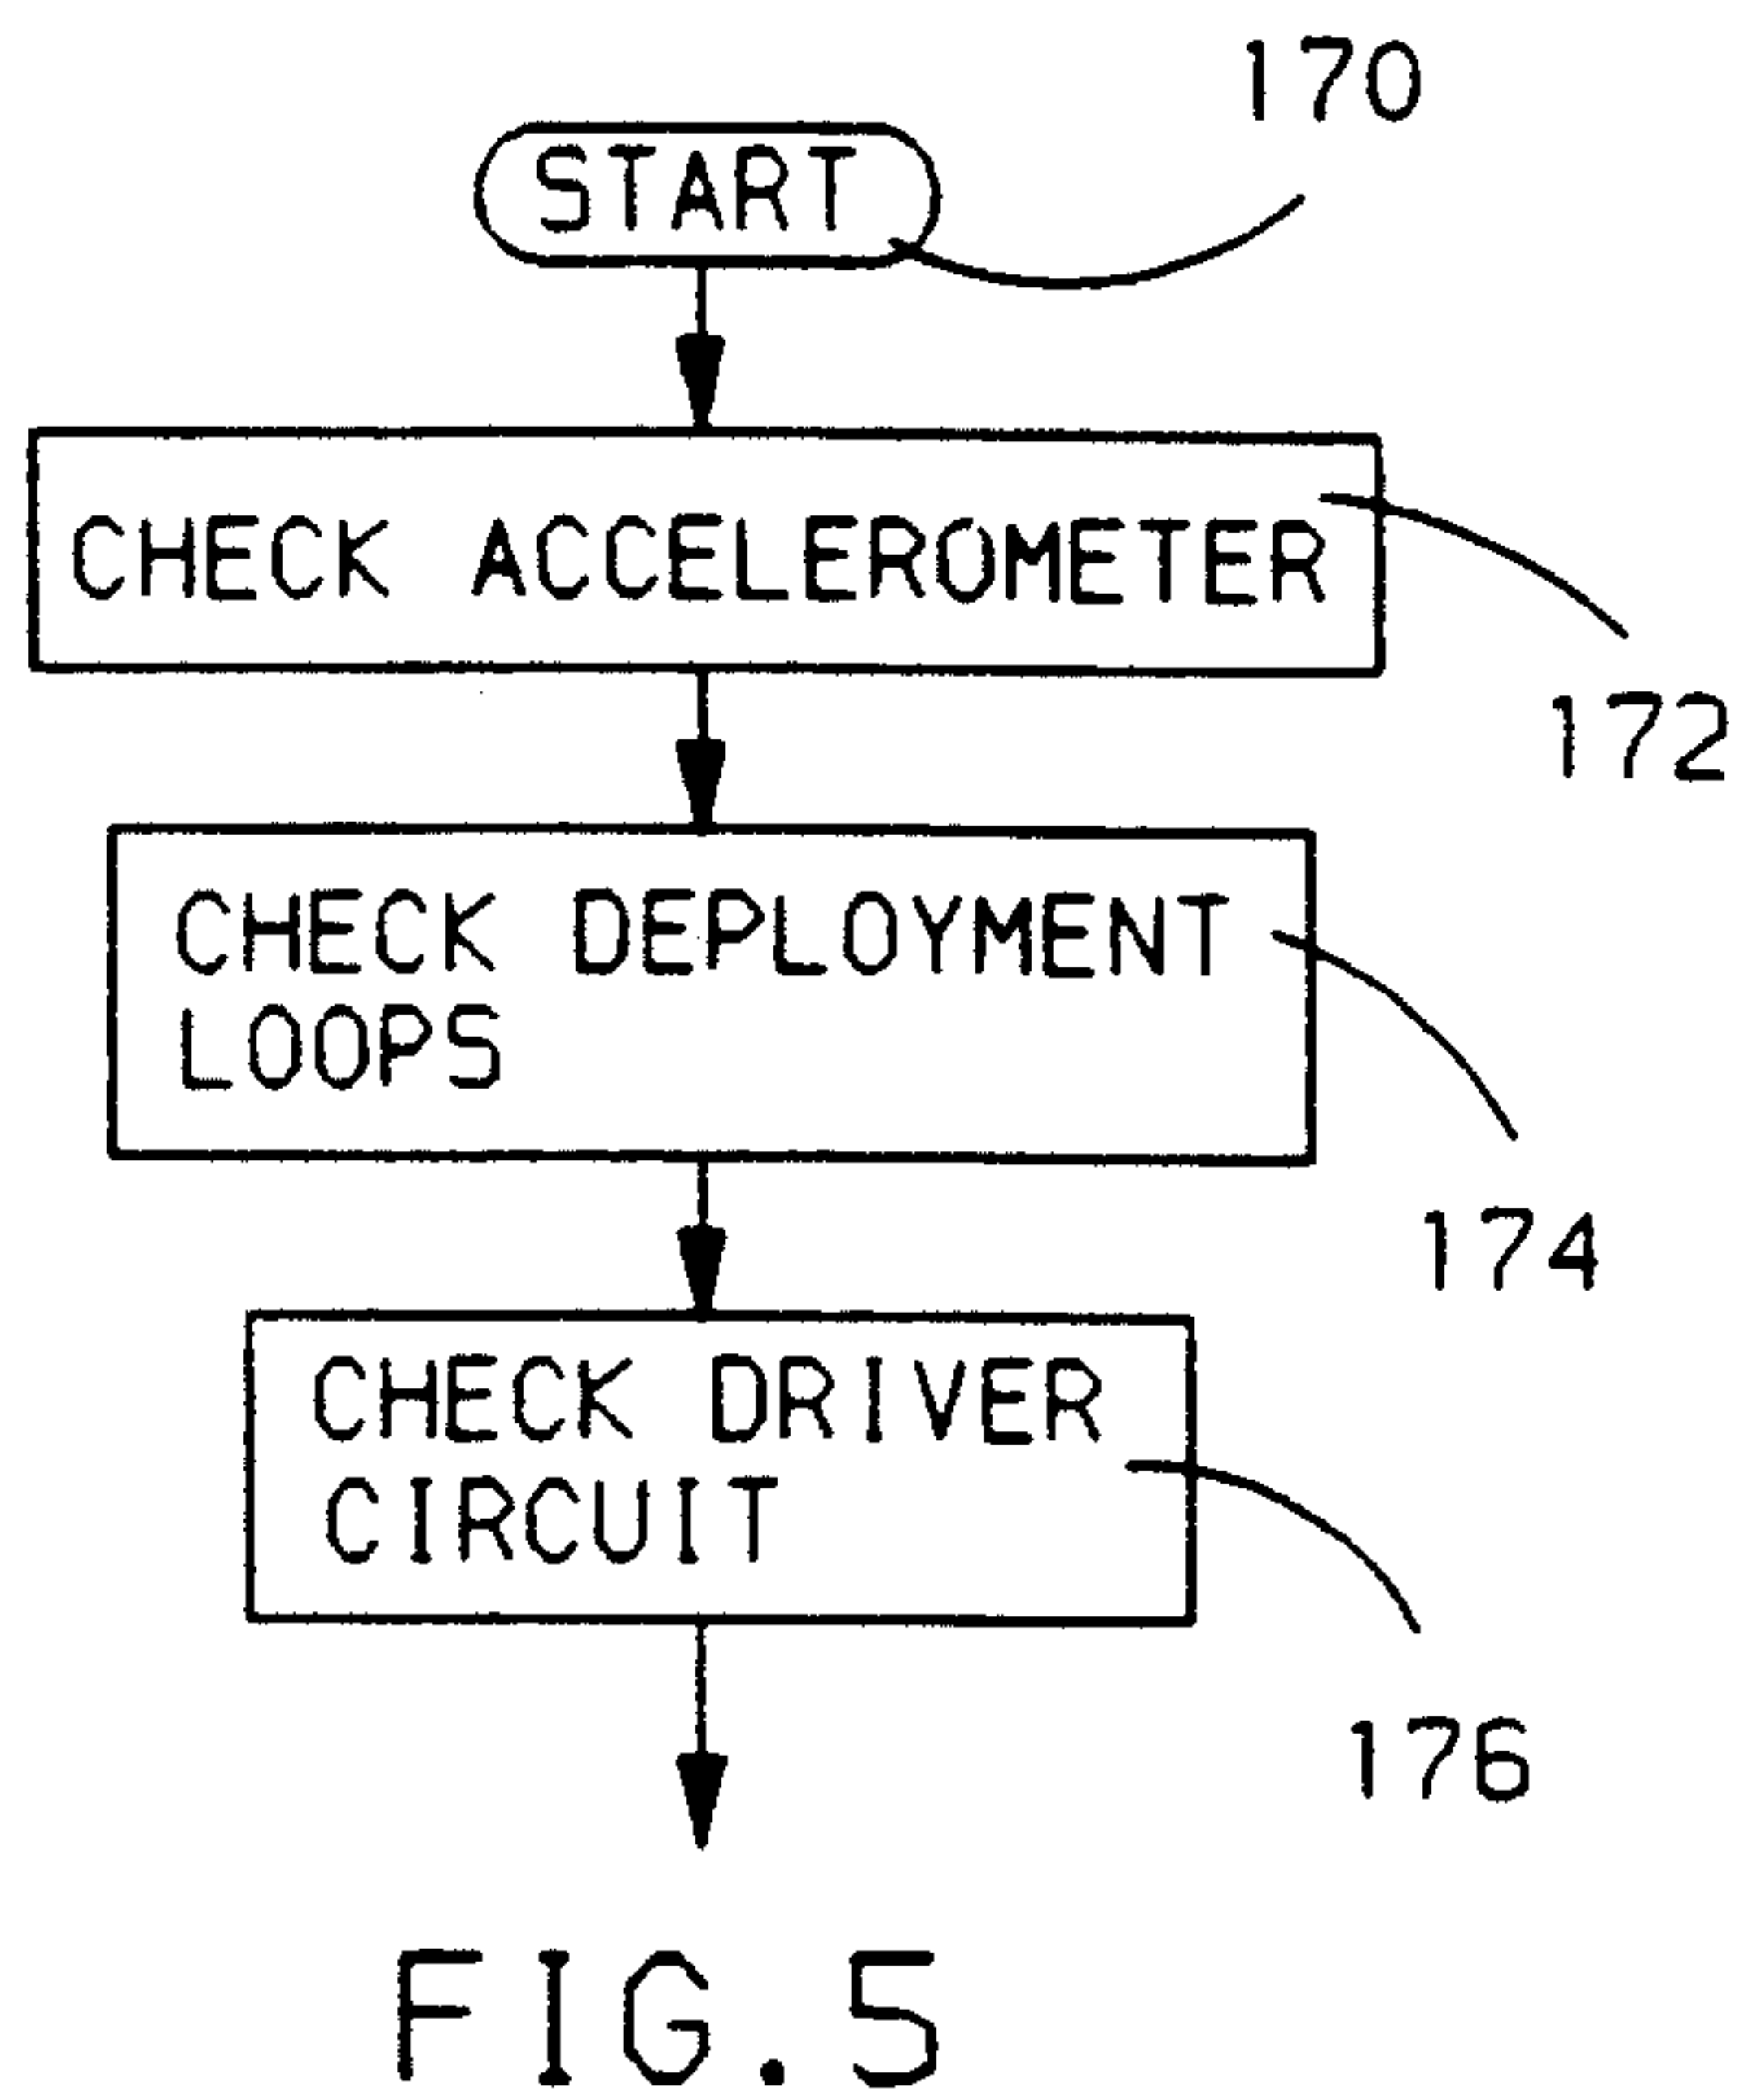 170
START
CHECK ACCELEROMETER
172
CHECK DEPLOYMENT
LOOPS
174
CHECK DRIVER
CIRCUIT
176
FIG.5